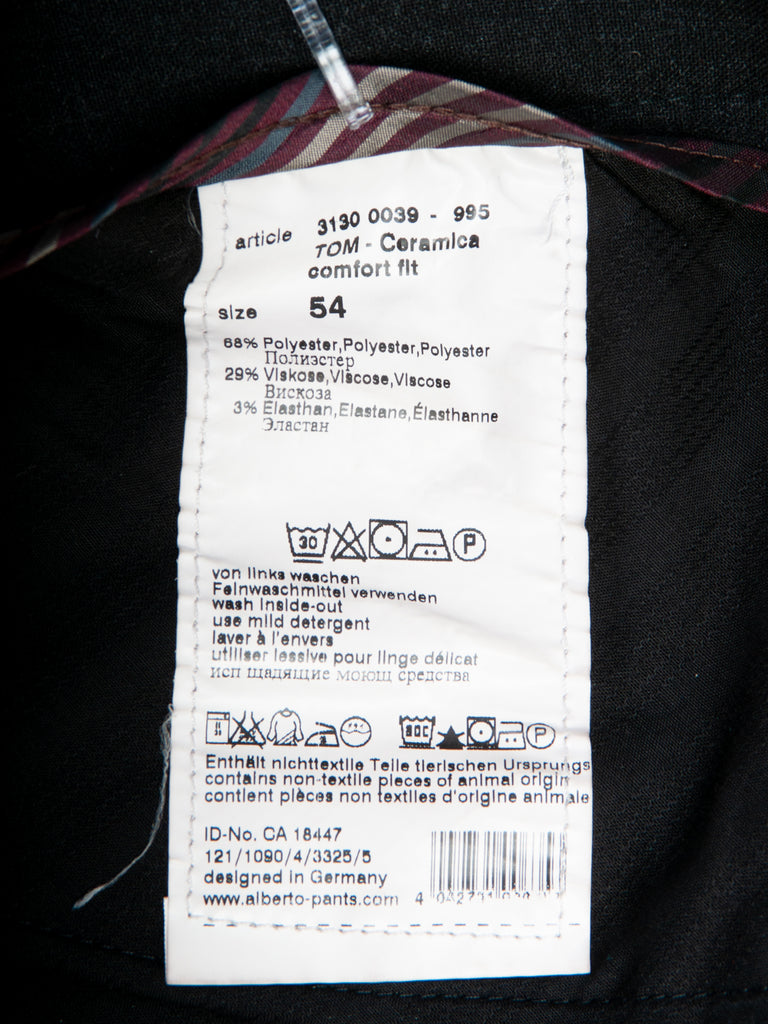 article 3130 0039 - 995
TOM - Ceramica
comfort fit
size 54
68% Polyester,Polyester,Polyester
Полиэстер
29% Viskose,Viscose,Viscose
Вискоза
3% Elasthan,Elastane,Élasthanne
Эластан
30 P
von links waschen
Feinwaschmittel verwenden
wash inside-out
use mild detergent
laver à l'envers
utiliser lessive pour linge délicat
исп щадящие моющ средства
P
Enthält nichttextile Teile tierischen Ursprungs
contains non-textile pieces of animal origin
contient pièces non textiles d'origine animale
ID-No. CA 18447
121/1090/4/3325/5
designed in Germany
www.alberto-pants.com